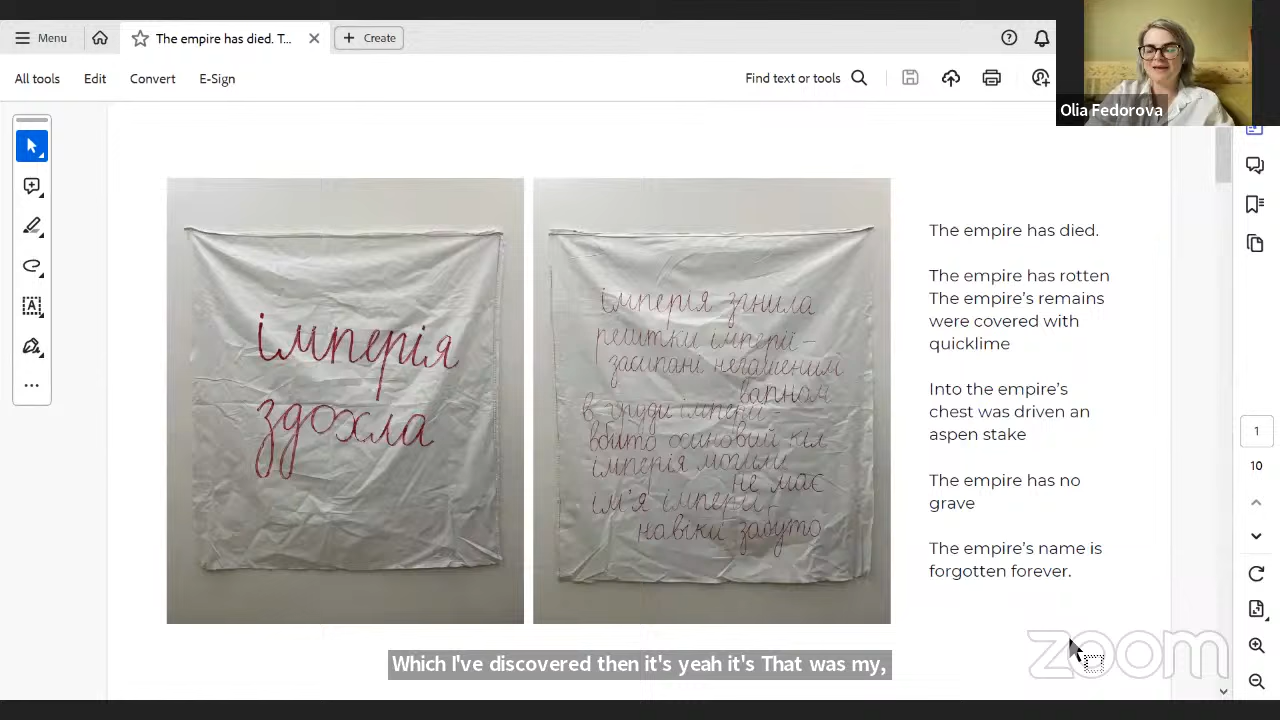 Menu
The empire has died. T...
Create
All tools
Edit
Convert
E-Sign
Find text or tools
Olia Fedorova
імперія
здохла
імперія згнила
рештки імперії –
засипані негашеним
вапном
в груди імперії –
вбито осиковий кіл
імперія могили
не має
ім'я імперії
навіки забуто
The empire has died.
The empire has rotten
The empire's remains
were covered with
quicklime
Into the empire's
chest was driven an
aspen stake
The empire has no
grave
The empire's name is
forgotten forever.
1
10
Which I've discovered then it's yeah it's That was my,
zoom